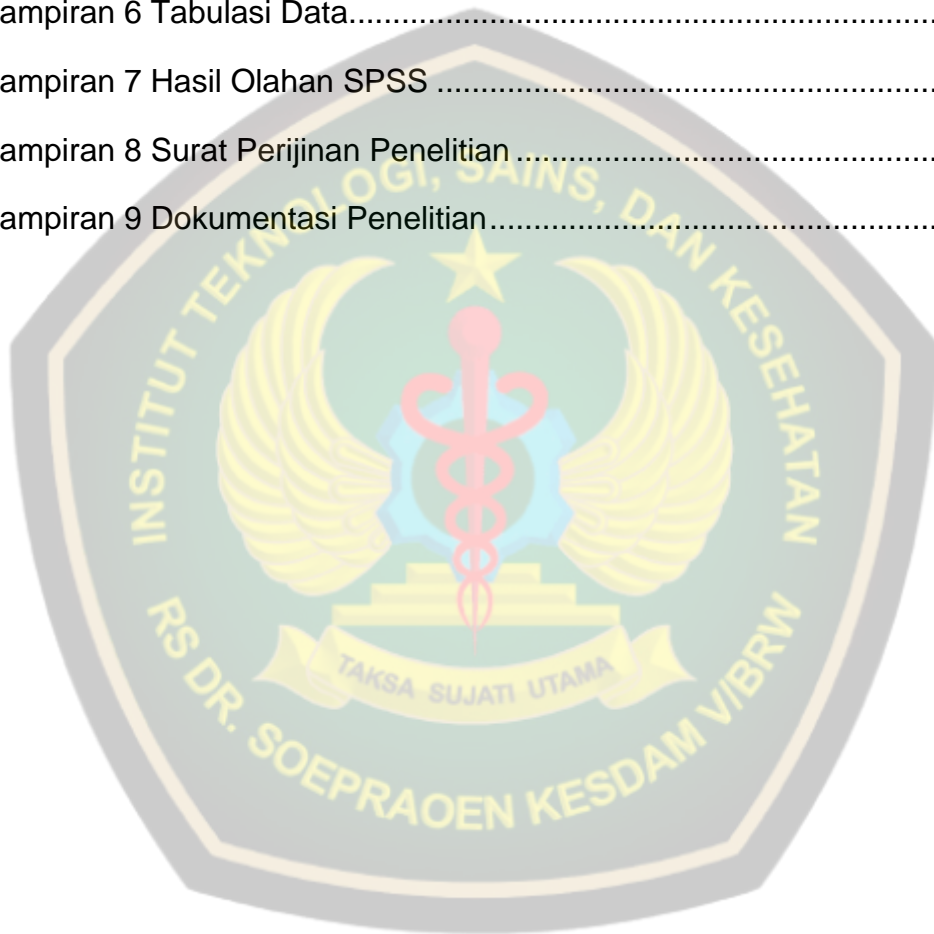 ampiran 6 Tabulasi Data....................................................................
ampiran 7 Hasil Olahan SPSS ..........................................................
ampiran 8 Surat Perijinan Penelitian ................................................
ampiran 9 Dokumentasi Penelitian...................................................
INSTITUT TEKNOLOGI, SAINS, DAN KESEHATAN
TAKSA SUJATI UTAMA
RS DR. SOEPRAOEN KESDAM V/BRW